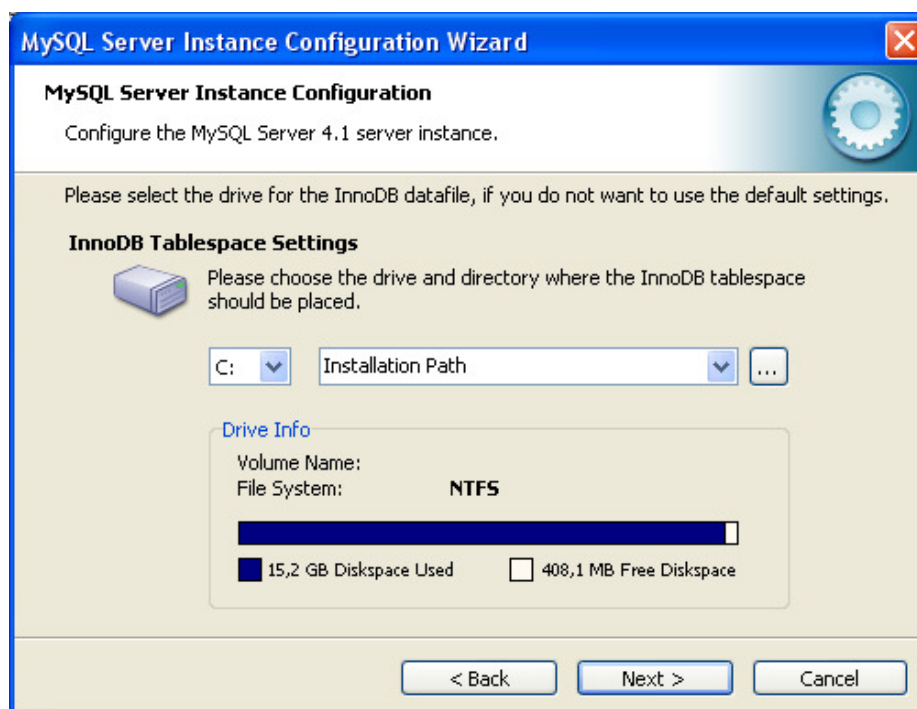 MySQL Server Instance Configuration Wizard
MySQL Server Instance Configuration
Configure the MySQL Server 4.1 server instance.
Please select the drive for the InnoDB datafile, if you do not want to use the default settings.
InnoDB Tablespace Settings
Please choose the drive and directory where the InnoDB tablespace
should be placed.
C: Installation Path ...
Drive Info
Volume Name:
File System: NTFS
15,2 GB Diskspace Used 408,1 MB Free Diskspace
< Back Next > Cancel